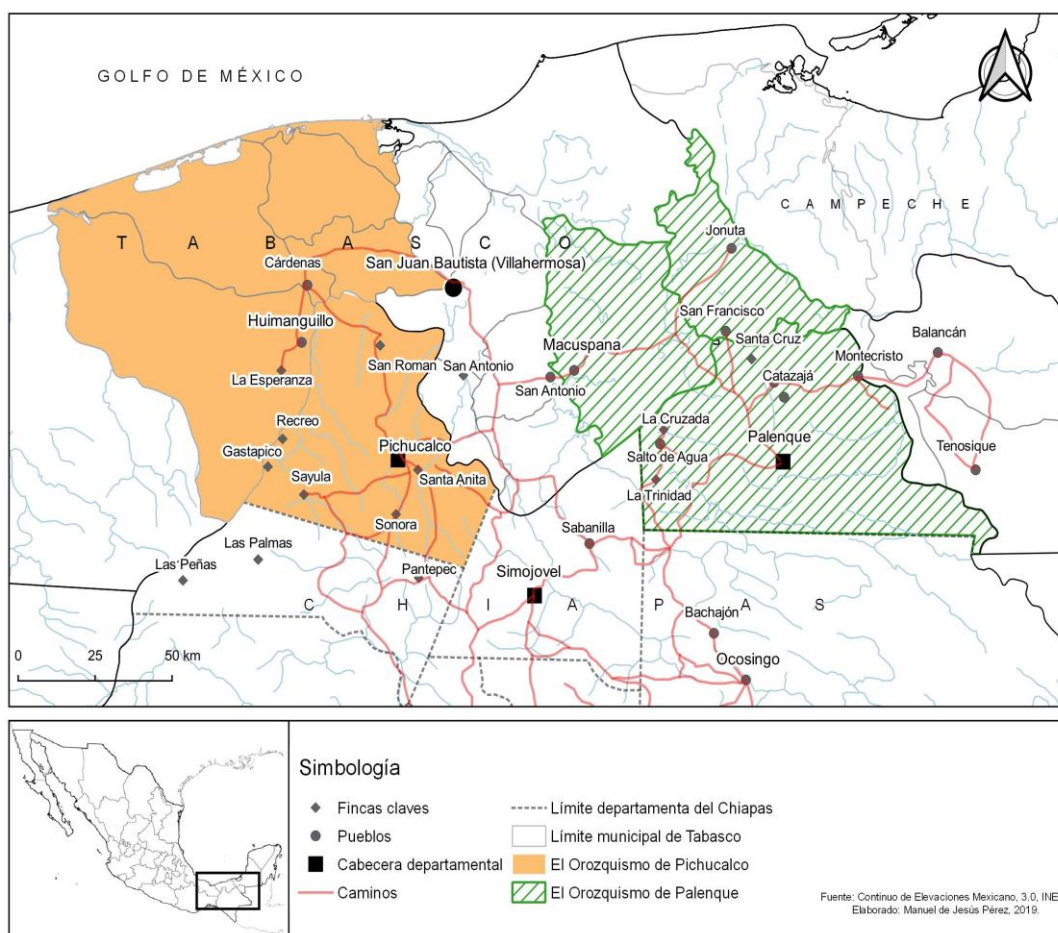 GOLFO DE MÉXICO
CAMPECHE
TABASCO
Jonuta
Cárdenas
San Juan Bautista (Villahermosa)
San Francisco
Huimanguillo
Santa Cruz
Balancán
Macuspana
Montecristo
San Roman
San Antonio
Catazajá
La Esperanza
San Antonio
Recreo
La Cruzada
Gastapico
Pichucalco
Palenque
Tenosique
Sayula
Santa Anita
Salto de Agua
La Trinidad
Sonora
Sabanilla
Las Palmas
Las Peñas
Pantepec
Simojovel
CHIAPAS
Bachajón
0 25 50 km
Ocosingo
Simbología
Fincas claves
Límite departamenta del Chiapas
Pueblos
Límite municipal de Tabasco
Cabecera departamental
El Orozquismo de Pichucalco
Caminos
El Orozquismo de Palenque
Fuente: Continuo de Elevaciones Mexicano, 3.0, INE
Elaborado: Manuel de Jesús Pérez, 2019.